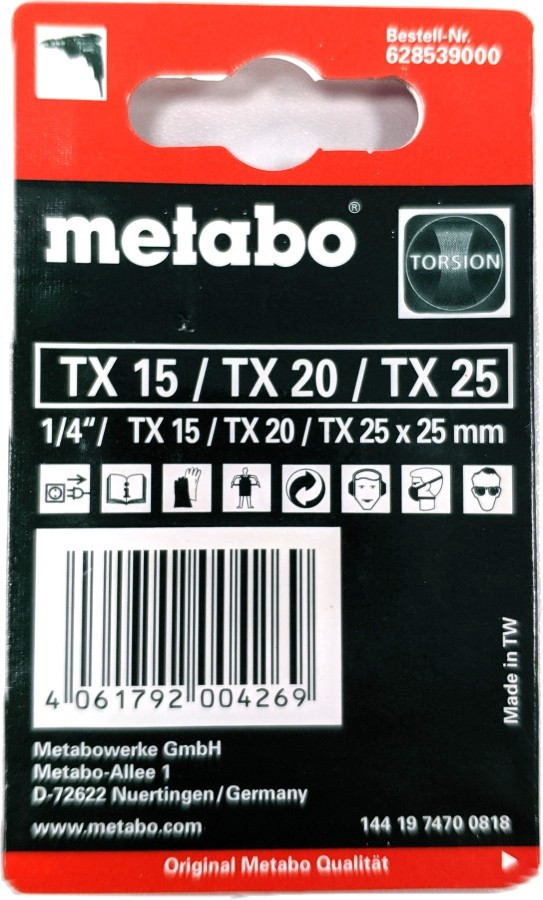 Bestell-Nr.
628539000
metabo®
TORSION
TX 15 / TX 20 / TX 25
1/4“/ TX 15 / TX 20 / TX 25 x 25 mm
4 061792 004269
Made in TW
Metabowerke GmbH
Metabo-Allee 1
D-72622 Nuertingen/Germany
www.metabo.com
144 19 7470 0818
Original Metabo Qualität